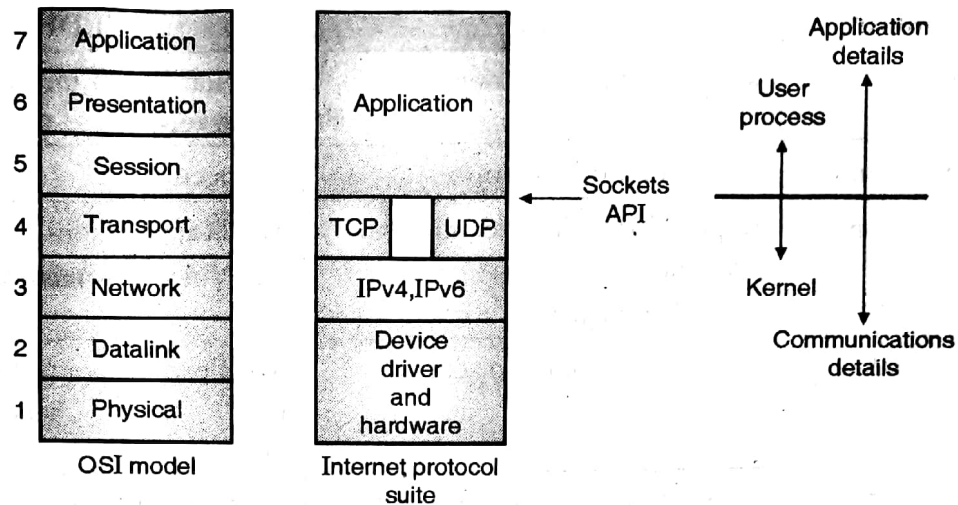 7
Application
6
Presentation
5
Session
4
Transport
3
Network
2
Datalink
1
Physical
OSI model
Application
TCP
UDP
IPv4,IPv6
Device
driver
and
hardware
Internet protocol
suite
Sockets
API
Application
details
User
process
Kernel
Communications
details